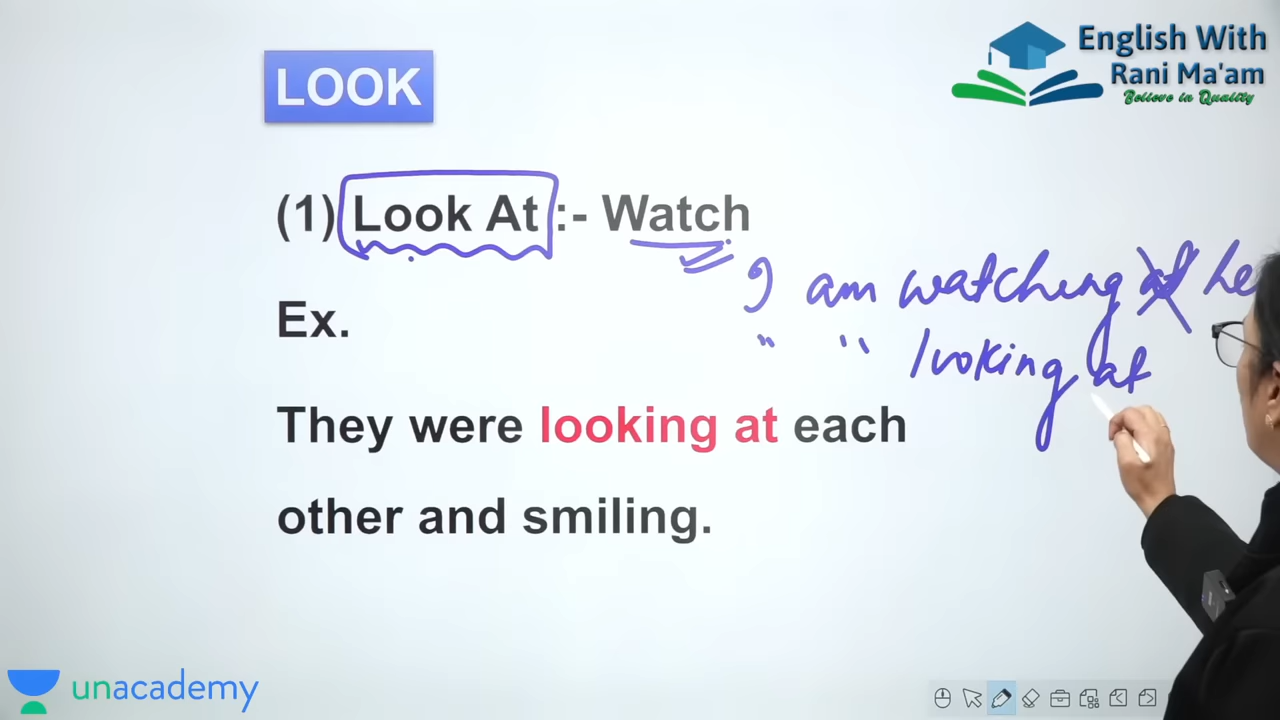 English With
Rani Ma'am
Believe in Quality
LOOK
(1) Look At :- Watch
I am watching at he
" " looking at
Ex.
They were looking at each
other and smiling.
unacademy